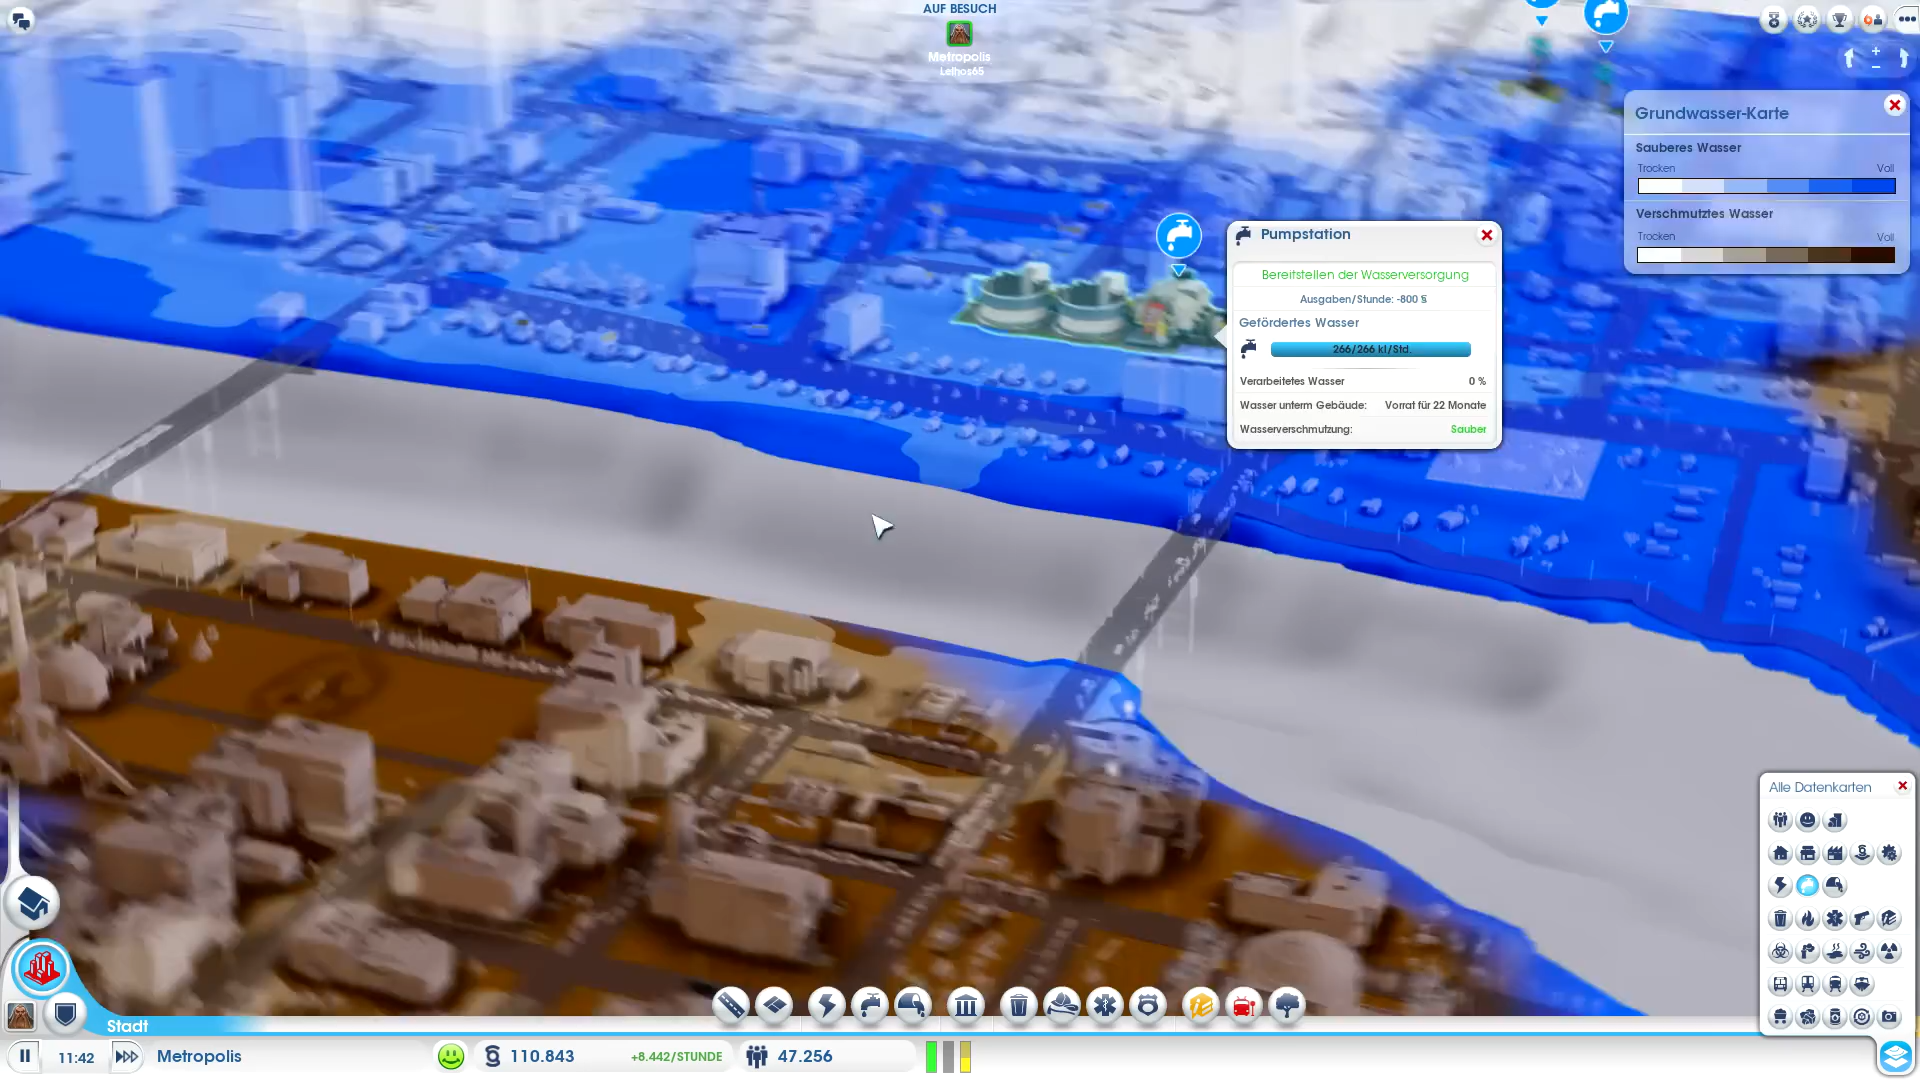 AUF BESUCH
Metropolis
Lelhos65
Grundwasser-Karte
Sauberes Wasser
Trocken Voll
Verschmutztes Wasser
Trocken Voll
Pumpstation
Bereitstellen der Wasserversorgung
Ausgaben/Stunde: -800 §
Gefördertes Wasser
266/266 kl/Std.
Verarbeitetes Wasser 0 %
Wasser unterm Gebäude: Vorrat für 22 Monate
Wasserverschmutzung: Sauber
Alle Datenkarten
Stadt
11:42 Metropolis 110.843 +8.442/STUNDE 47.256